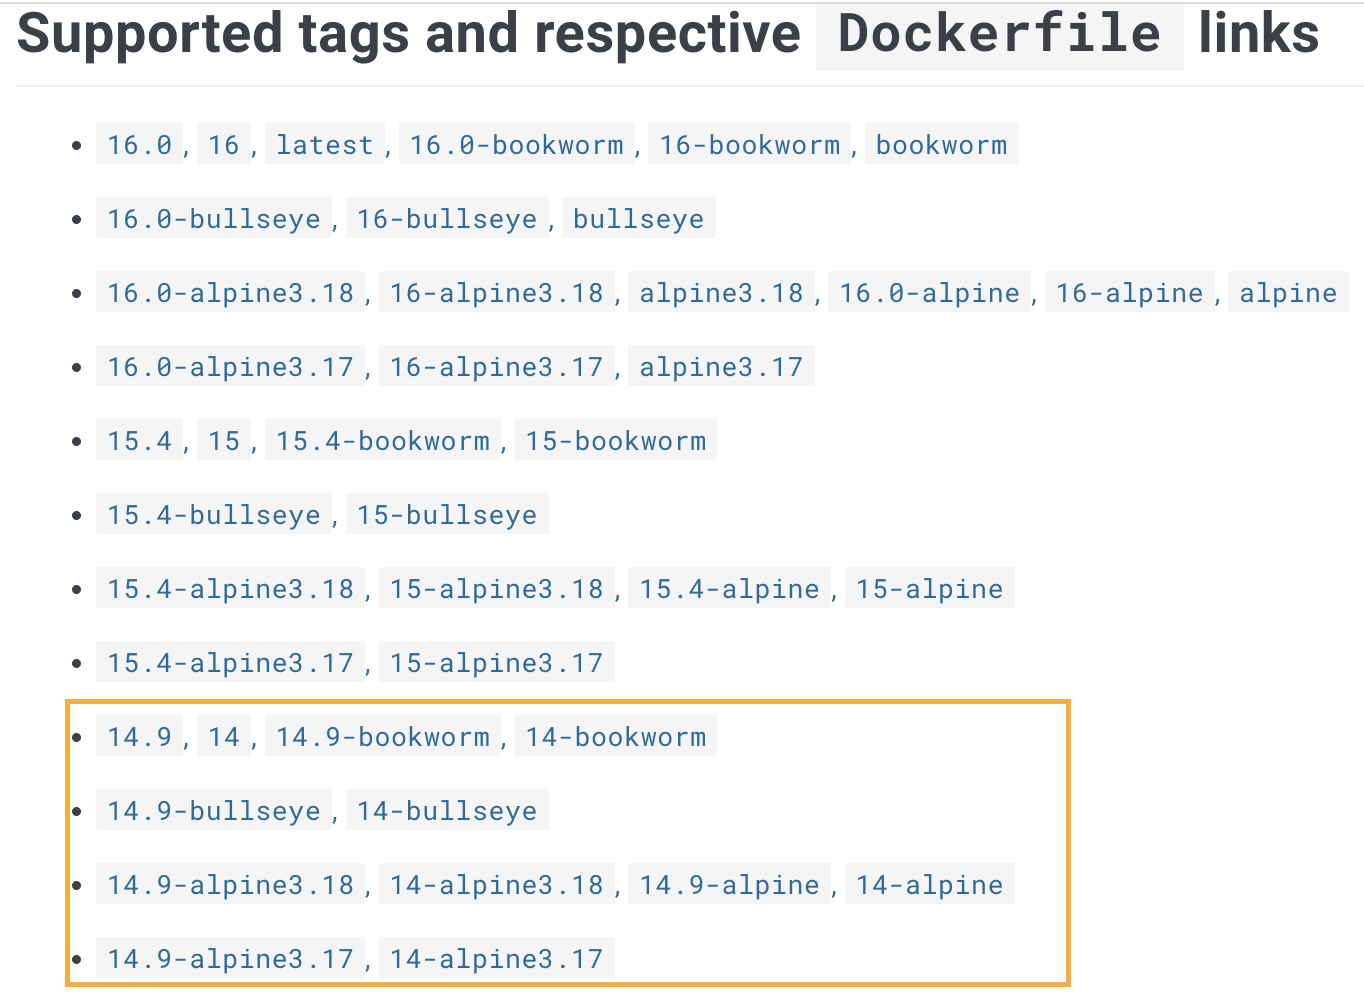 Supported tags and respective Dockerfile links
16.0, 16, latest, 16.0-bookworm, 16-bookworm, bookworm
16.0-bullseye, 16-bullseye, bullseye
16.0-alpine3.18, 16-alpine3.18, alpine3.18, 16.0-alpine, 16-alpine, alpine
16.0-alpine3.17, 16-alpine3.17, alpine3.17
15.4, 15, 15.4-bookworm, 15-bookworm
15.4-bullseye, 15-bullseye
15.4-alpine3.18, 15-alpine3.18, 15.4-alpine, 15-alpine
15.4-alpine3.17, 15-alpine3.17
14.9, 14, 14.9-bookworm, 14-bookworm
14.9-bullseye, 14-bullseye
14.9-alpine3.18, 14-alpine3.18, 14.9-alpine, 14-alpine
14.9-alpine3.17, 14-alpine3.17